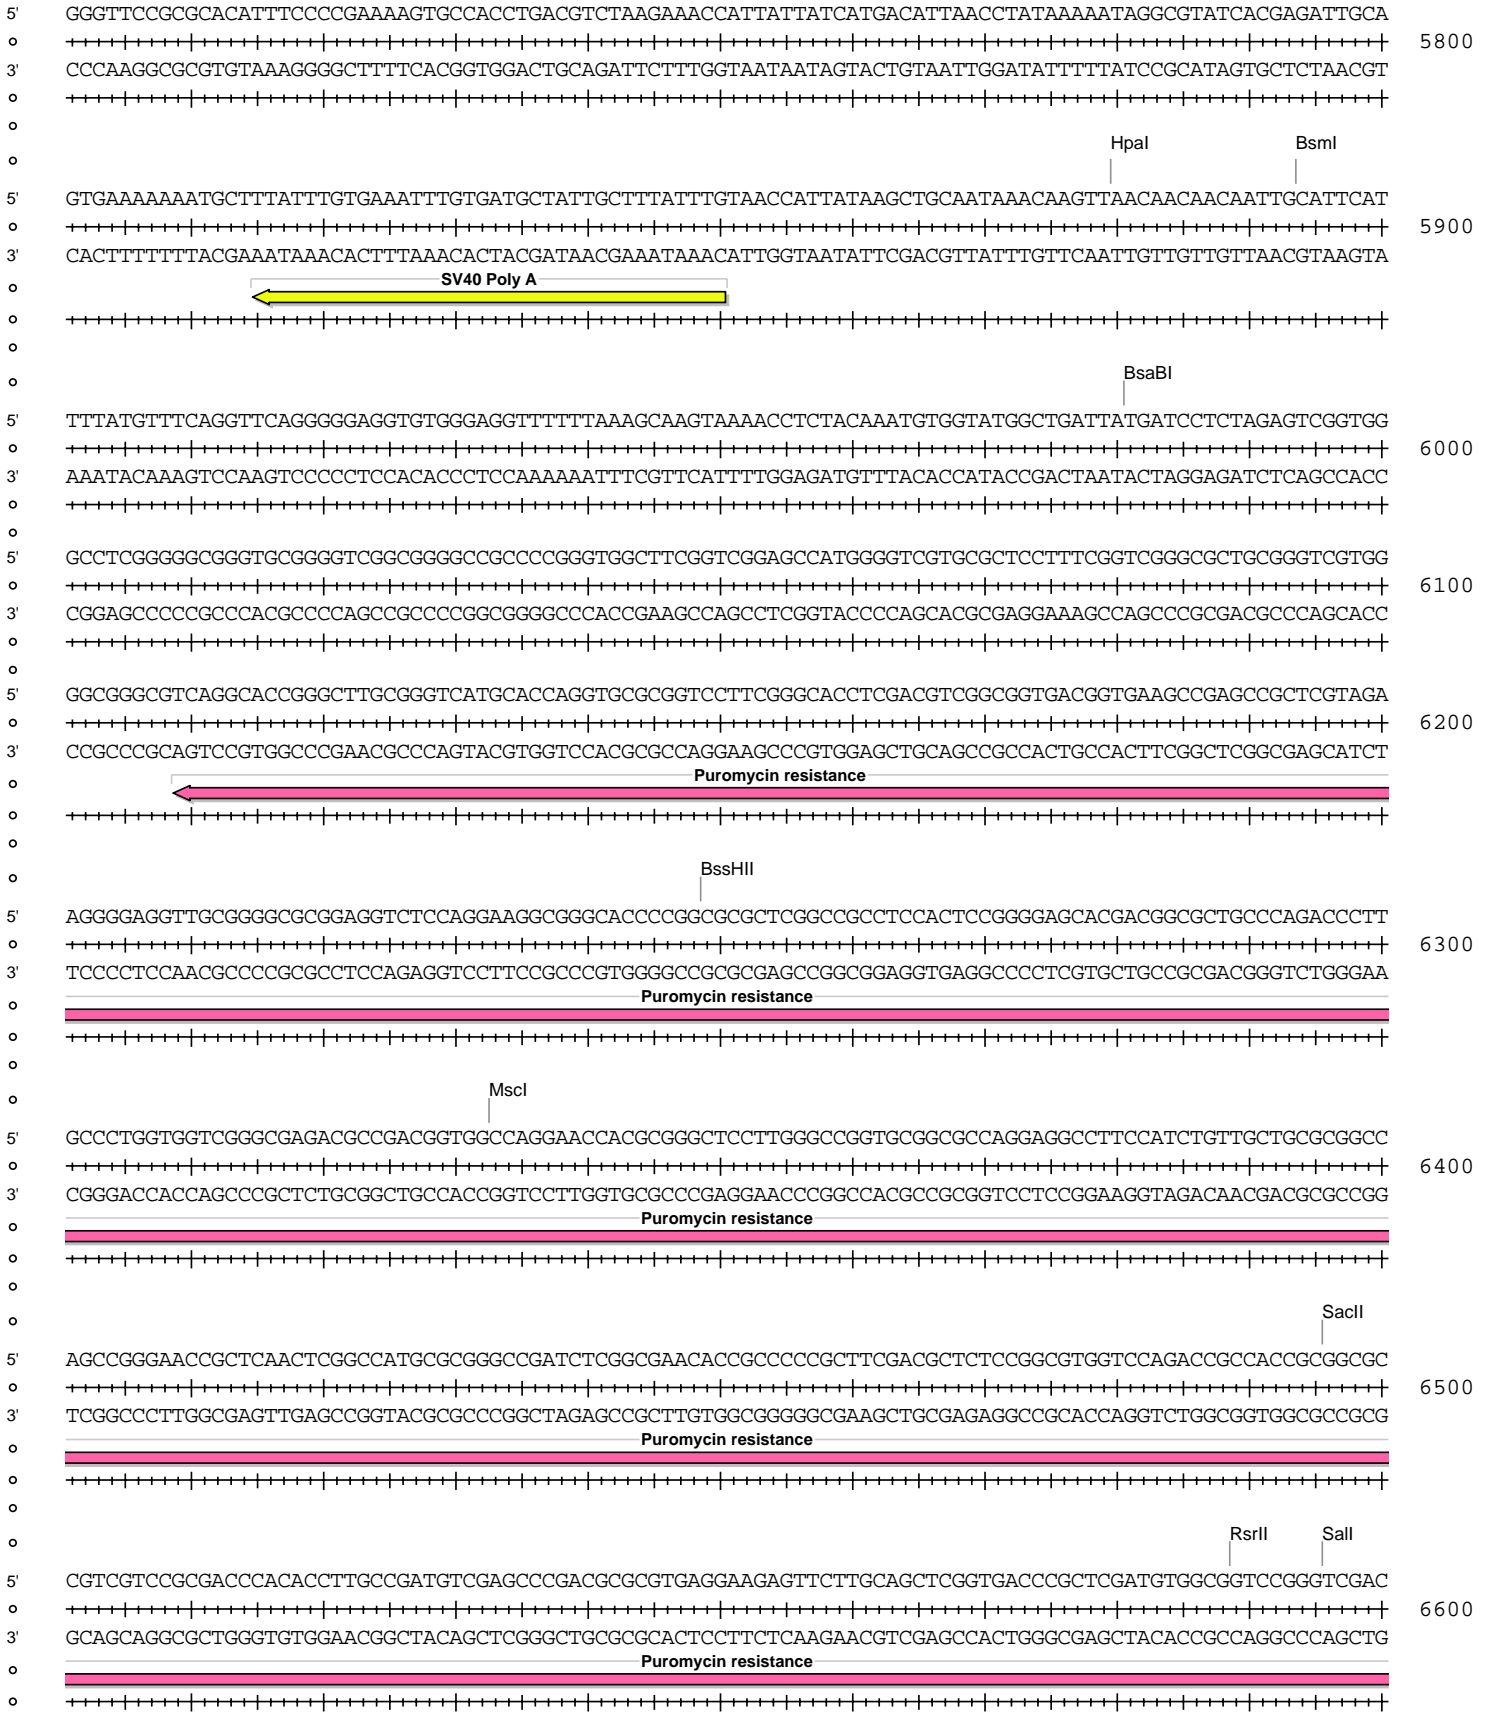 5' GGGTTCCGCGCACATTTCCCCGAAAAGTGCCACCTGACGTCTAAGAAACCATTATTATCATGACATTAACCTATAAAAATAGGCGTATCACGAGATTGCA
5800
3' CCCAAGGCGCGTGTAAAGGGGCTTTTCACGGTGGACTGCAGATTCTTTGGTAATAATAGTACTGTAATTGGATATTTTTATCCGCATAGTGCTCTAACGT
HpaI BsmI
5' GTGAAAAAAATGCTTTATTTGTGAAATTTGTGATGCTATTGCTTTATTTGTAACCATTATAAGCTGCAATAAACAAGTTAACAACAACAATTGCATTCAT
5900
3' CACTTTTTTTACGAAATAAACACTTTAAACACTACGATAACGAAATAAACATTGGTAATATTCGACGTTATTTGTTCAATTGTTGTTGTTAACGTAAGTA
SV40 Poly A
BsaBI
5' TTTATGTTTCAGGTTCAGGGGGAGGTGTGGGAGGTTTTTTAAAGCAAGTAAAACCTCTACAAATGTGGTATGGCTGATTATGATCCTCTAGAGTCGGTGG
6000
3' AAATACAAAGTCCAAGTCCCCCTCCACACCCTCCAAAAAATTTCGTTCATTTTGGAGATGTTTACACCATACCGACTAATACTAGGAGATCTCAGCCACC
5' GCCTCGGGGGCGGGTGCGGGGTCGGCGGGGCCGCCCCGGGTGGCTTCGGTCGGAGCCATGGGGTCGTGCGCTCCTTTCGGTCGGGCGCTGCGGGTCGTGG
6100
3' CGGAGCCCCCGCCCACGCCCCAGCCGCCCCGGCGGGGCCCACCGAAGCCAGCCTCGGTACCCCAGCACGCGAGGAAAGCCAGCCCGCGACGCCCAGCACC
5' GGCGGGCGTCAGGCACCGGGCTTGCGGGTCATGCACCAGGTGCGCGGTCCTTCGGGCACCTCGACGTCGGCGGTGACGGTGAAGCCGAGCCGCTCGTAGA
6200
3' CCGCCCGCAGTCCGTGGCCCGAACGCCCAGTACGTGGTCCACGCGCCAGGAAGCCCGTGGAGCTGCAGCCGCCACTGCCACTTCGGCTCGGCGAGCATCT
Puromycin resistance
BssHII
5' AGGGGAGGTTGCGGGGCGCGGAGGTCTCCAGGAAGGCGGGCACCCCGGCGCGCTCGGCCGCCTCCACTCCGGGGAGCACGACGGCGCTGCCCAGACCCTT
6300
3' TCCCCTCCAACGCCCCGCGCCTCCAGAGGTCCTTCCGCCCGTGGGGCCGCGCGAGCCGGCGGAGGTGAGGCCCCTCGTGCTGCCGCGACGGGTCTGGGAA
Puromycin resistance
MscI
5' GCCCTGGTGGTCGGGCGAGACGCCGACGGTGGCCAGGAACCACGCGGGCTCCTTGGGCCGGTGCGGCGCCAGGAGGCCTTCCATCTGTTGCTGCGCGGCC
6400
3' CGGGACCACCAGCCCGCTCTGCGGCTGCCACCGGTCCTTGGTGCGCCCGAGGAACCCGGCCACGCCGCGGTCCTCCGGAAGGTAGACAACGACGCGCCGG
Puromycin resistance
SacII
5' AGCCGGGAACCGCTCAACTCGGCCATGCGCGGGCCGATCTCGGCGAACACCGCCCCCGCTTCGACGCTCTCCGGCGTGGTCCAGACCGCCACCGCGGCGC
6500
3' TCGGCCCTTGGCGAGTTGAGCCGGTACGCGCCCGGCTAGAGCCGCTTGTGGCGGGGGCGAAGCTGCGAGAGGCCGCACCAGGTCTGGCGGTGGCGCCGCG
Puromycin resistance
RsrII SalI
5' CGTCGTCCGCGACCCACACCTTGCCGATGTCGAGCCCGACGCGCGTGAGGAAGAGTTCTTGCAGCTCGGTGACCCGCTCGATGTGGCGGTCCGGGTCGAC
6600
3' GCAGCAGGCGCTGGGTGTGGAACGGCTACAGCTCGGGCTGCGCGCACTCCTTCTCAAGAACGTCGAGCCACTGGGCGAGCTACACCGCCAGGCCCAGCTG
Puromycin resistance